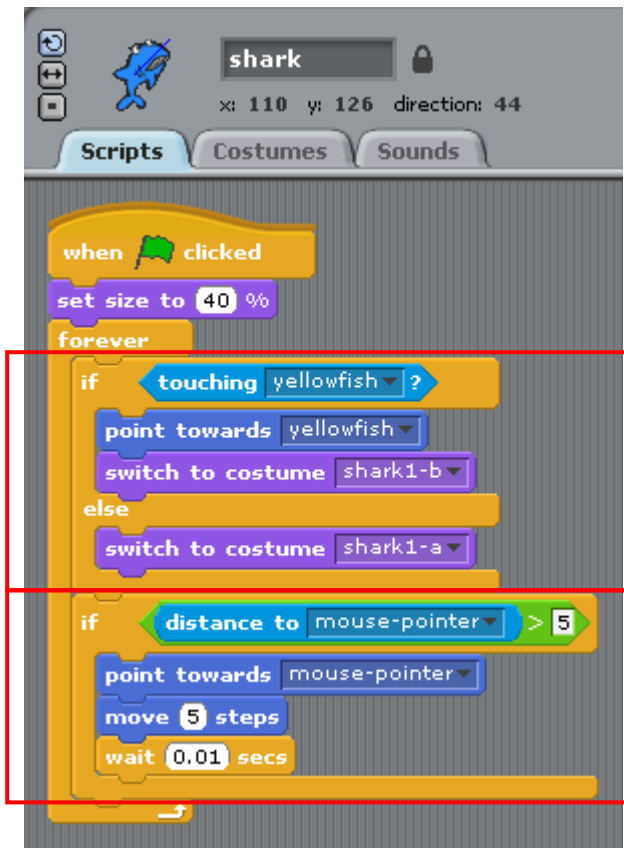 shark
x: 110 y: 126 direction: 44
Scripts Costumes Sounds
when clicked
set size to 40 %
forever
if touching yellowfish ?
point towards yellowfish
switch to costume shark1-b
else
switch to costume shark1-a
if distance to mouse-pointer > 5
point towards mouse-pointer
move 5 steps
wait 0.01 secs